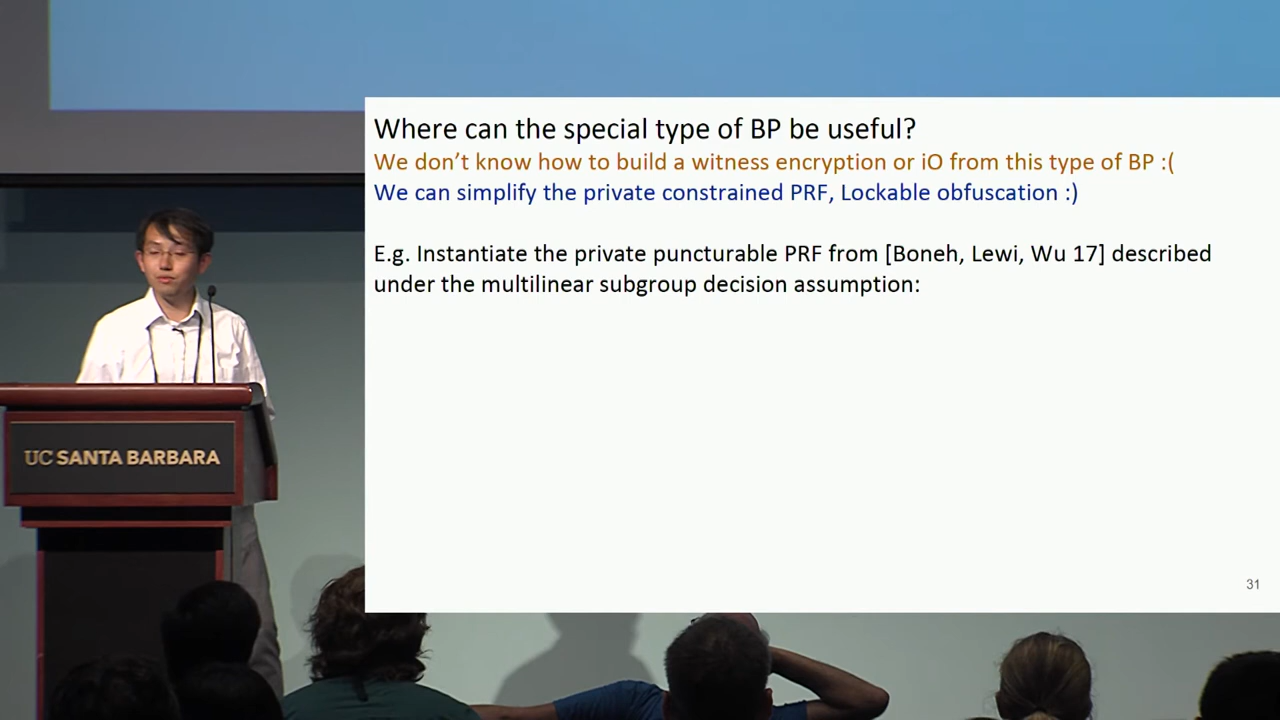 Where can the special type of BP be useful?
We don't know how to build a witness encryption or iO from this type of BP :(
We can simplify the private constrained PRF, Lockable obfuscation :)
E.g. Instantiate the private puncturable PRF from [Boneh, Lewi, Wu 17] described
under the multilinear subgroup decision assumption:
UC SANTA BARBARA
31